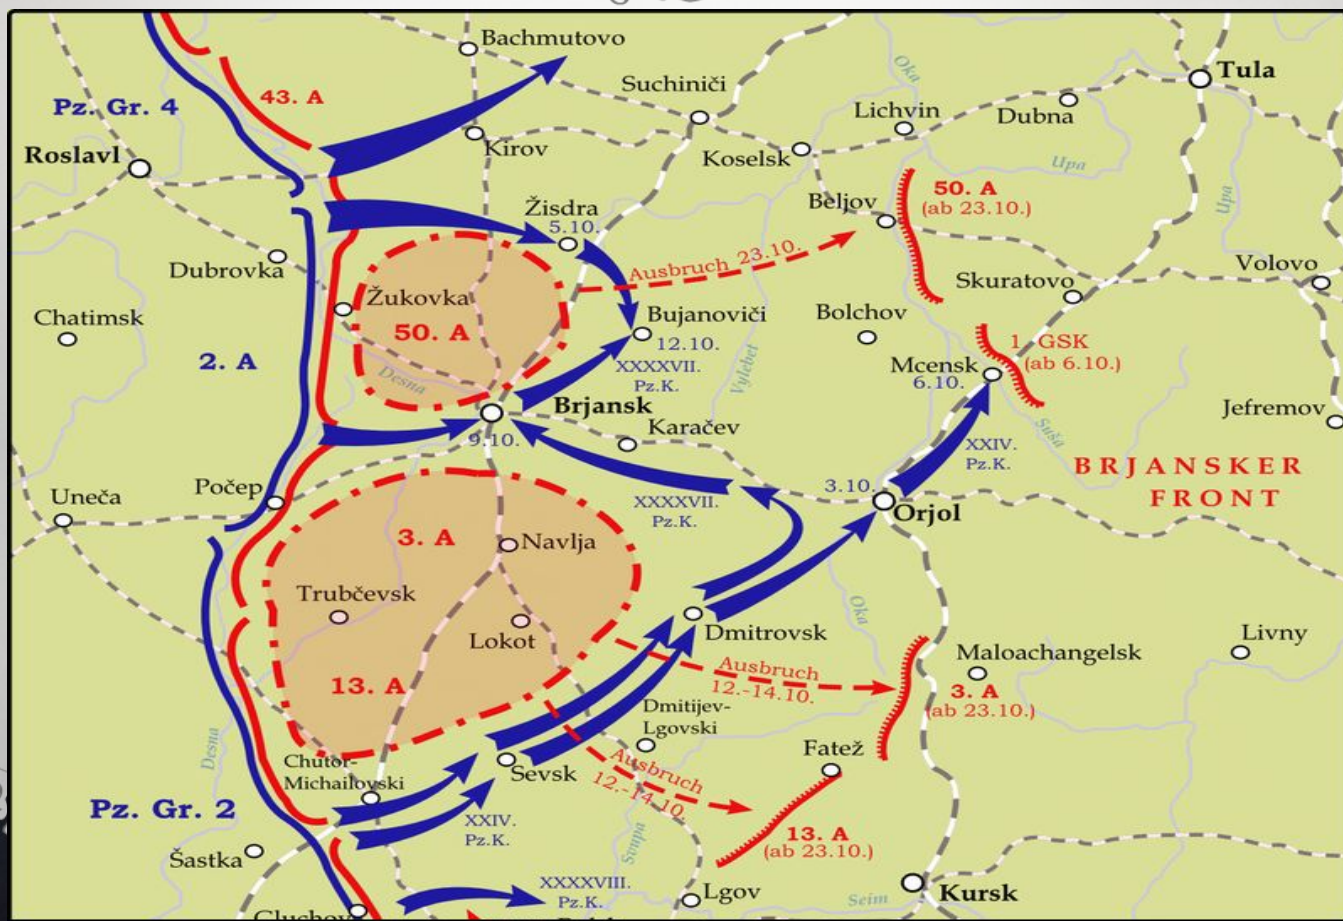 Bachmutovo
Tula
Oka
Suchiniči
Pz. Gr. 4
43. A
Lichvin
Dubna
Kirov
Roslavl
Koselsk
Upa
50. A
(ab 23.10.)
Upa
Žisdra
5.10.
Beljov
Dubrovka
Ausbruch 23.10.
Volovo
Skuratovo
Žukovka
Chatimsk
50. A
Bujanoviči
12.10.
Bolchov
1. GSK
(ab 6.10.)
2. A
XXXXVII.
Pz.K.
Vylebet
Mcensk
6.10.
Desna
Brjansk
9.10.
Karačev
Suša
Jefremov
XXIV.
Pz.K.
BRJANSKER
FRONT
Počep
Uneča
XXXXVII.
Pz.K.
3.10.
Orjol
3. A
Navlja
Trubčevsk
Lokot
Oka
Dmitrovsk
Livny
Maloachangelsk
Ausbruch
12.-14.10.
13. A
3. A
(ab 23.10.)
Dmitijev-
Lgovski
Desna
Fatež
Chutor-
Michailovski
Sevsk
Ausbruch
12.-14.10.
Pz. Gr. 2
XXIV.
Pz.K.
Svapa
13. A
(ab 23.10.)
Šastka
XXXXVIII.
Pz.K.
Lgov
Seim
Kursk
Gluchov